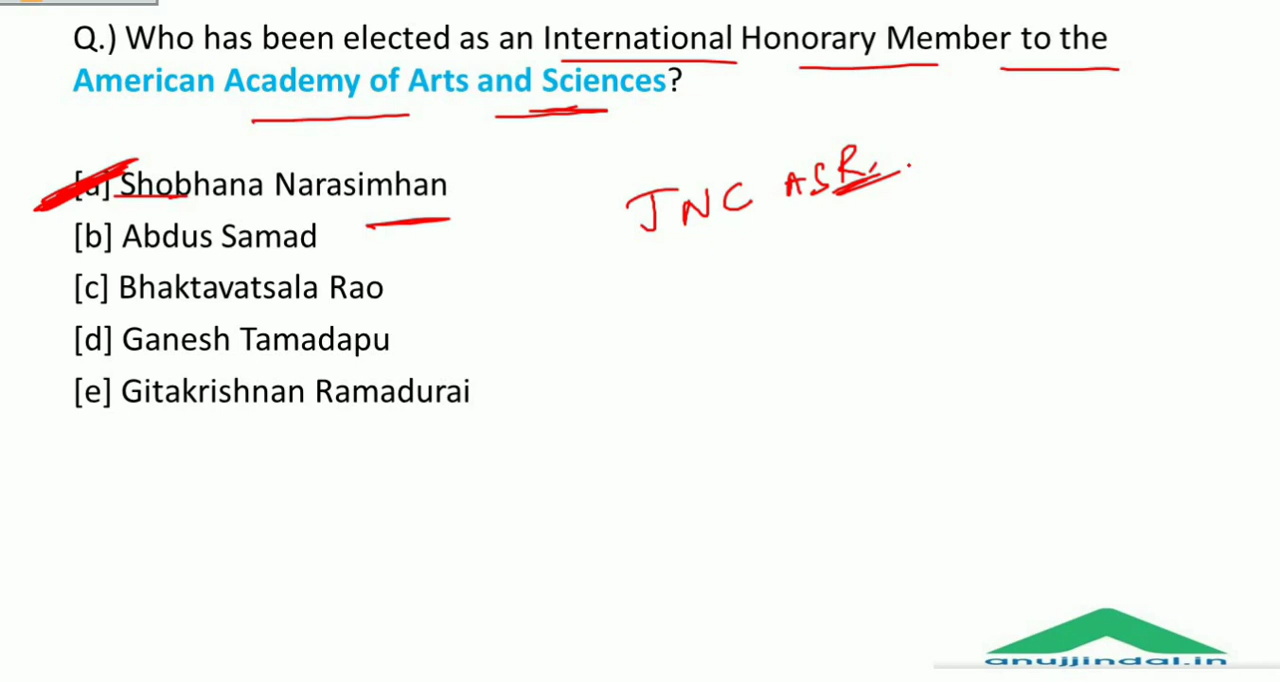 Q.) Who has been elected as an International Honorary Member to the
American Academy of Arts and Sciences?
[a] Shobhana Narasimhan
JNC ASR.
[b] Abdus Samad
[c] Bhaktavatsala Rao
[d] Ganesh Tamadapu
[e] Gitakrishnan Ramadurai
anujjindal.in